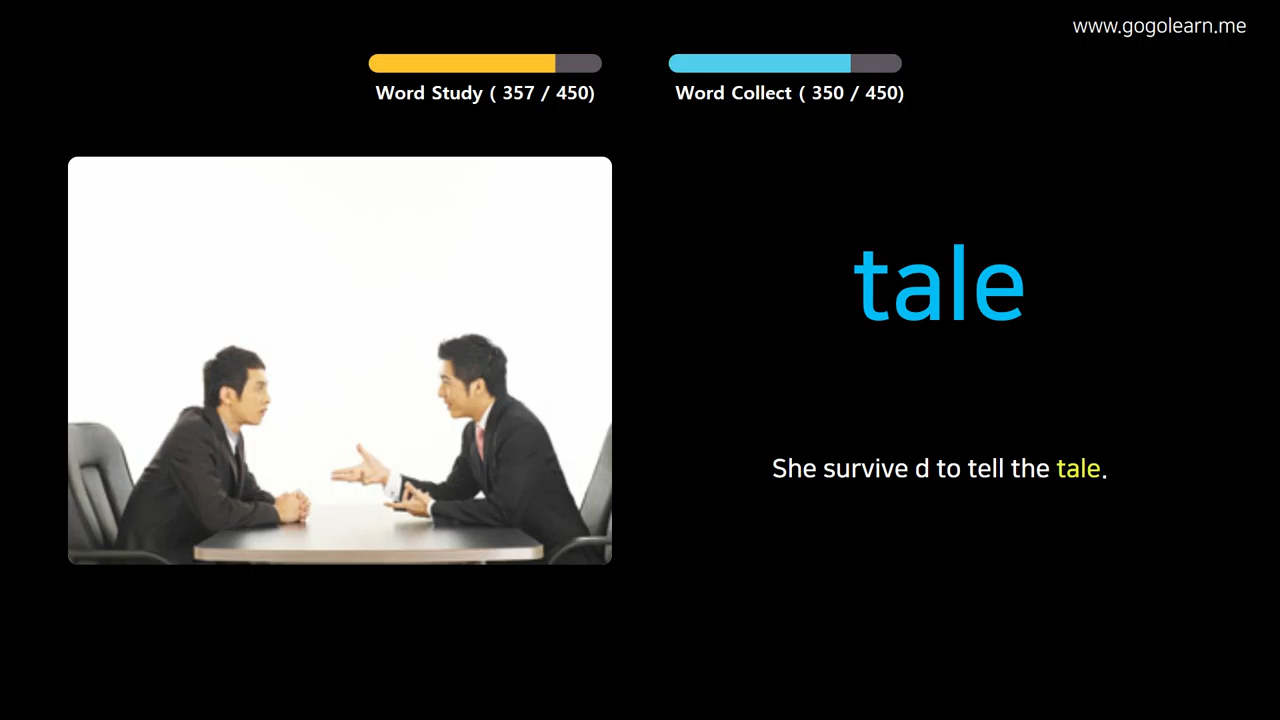 www.gogolearn.me
Word Study ( 357 / 450)
Word Collect ( 350 / 450)
tale
She survive d to tell the tale.